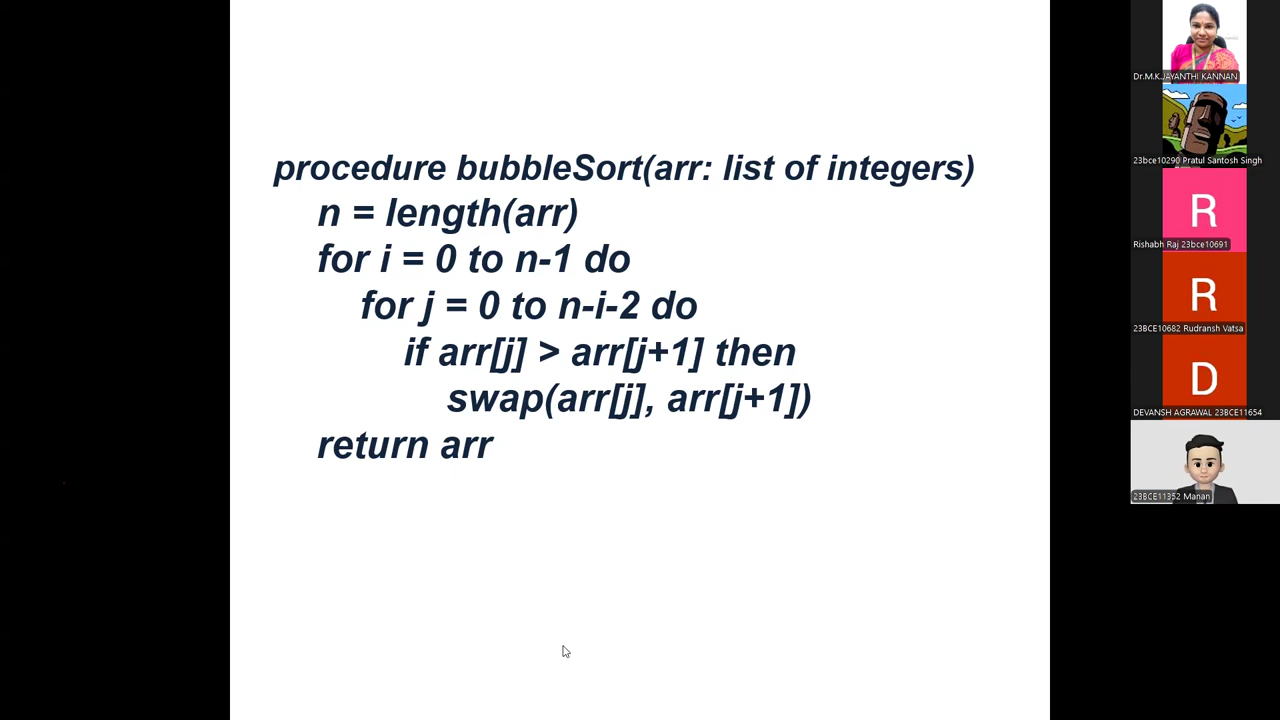 procedure bubbleSort(arr: list of integers)
n = length(arr)
for i = 0 to n-1 do
for j = 0 to n-i-2 do
if arr[j] > arr[j+1] then
swap(arr[j], arr[j+1])
return arr
Dr.M.K.JAYANTHI KANNAN
23bce10290 Pratul Santosh Singh
R
Rishabh Raj 23bce10691
R
23BCE10682 Rudransh Vatsa
D
DEVANSH AGRAWAL 23BCE11654
23BCE11352 Manan